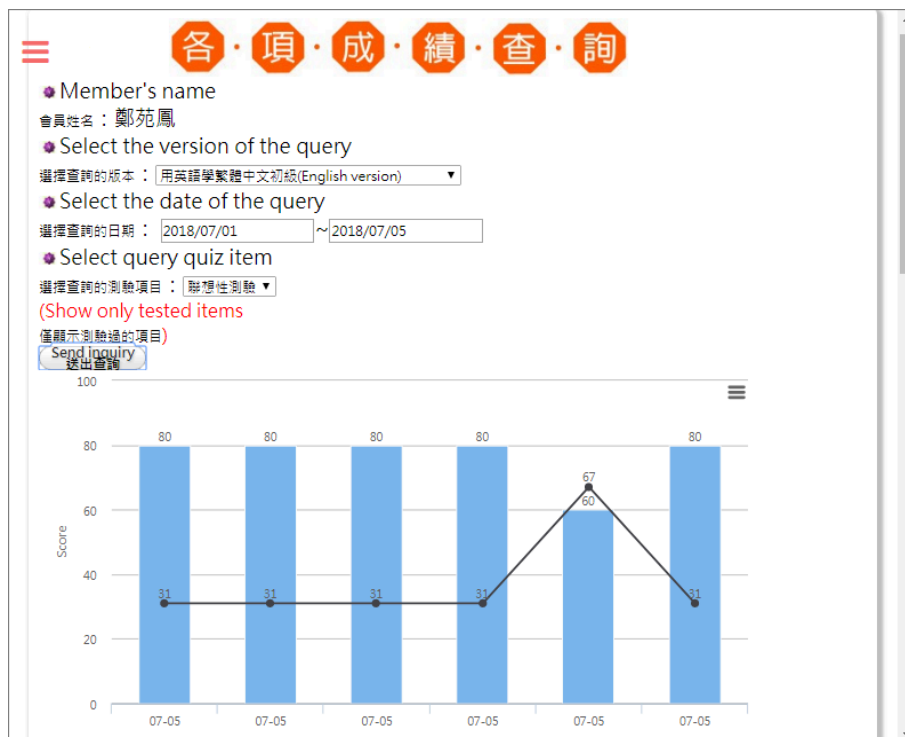 各·項·成·績·查·詢
Member's name
會員姓名：鄭苑鳳
Select the version of the query
選擇查詢的版本： 用英語學繁體中文初級(English version)
Select the date of the query
選擇查詢的日期： 2018/07/01 ~ 2018/07/05
Select query quiz item
選擇查詢的測驗項目： 聯想性測驗
(Show only tested items
僅顯示測驗過的項目)
Send inquiry
送出查詢
100
80 80 80 80 80 80
67
60 60
Score
40
31 31 31 31 31
20
0
07-05 07-05 07-05 07-05 07-05 07-05